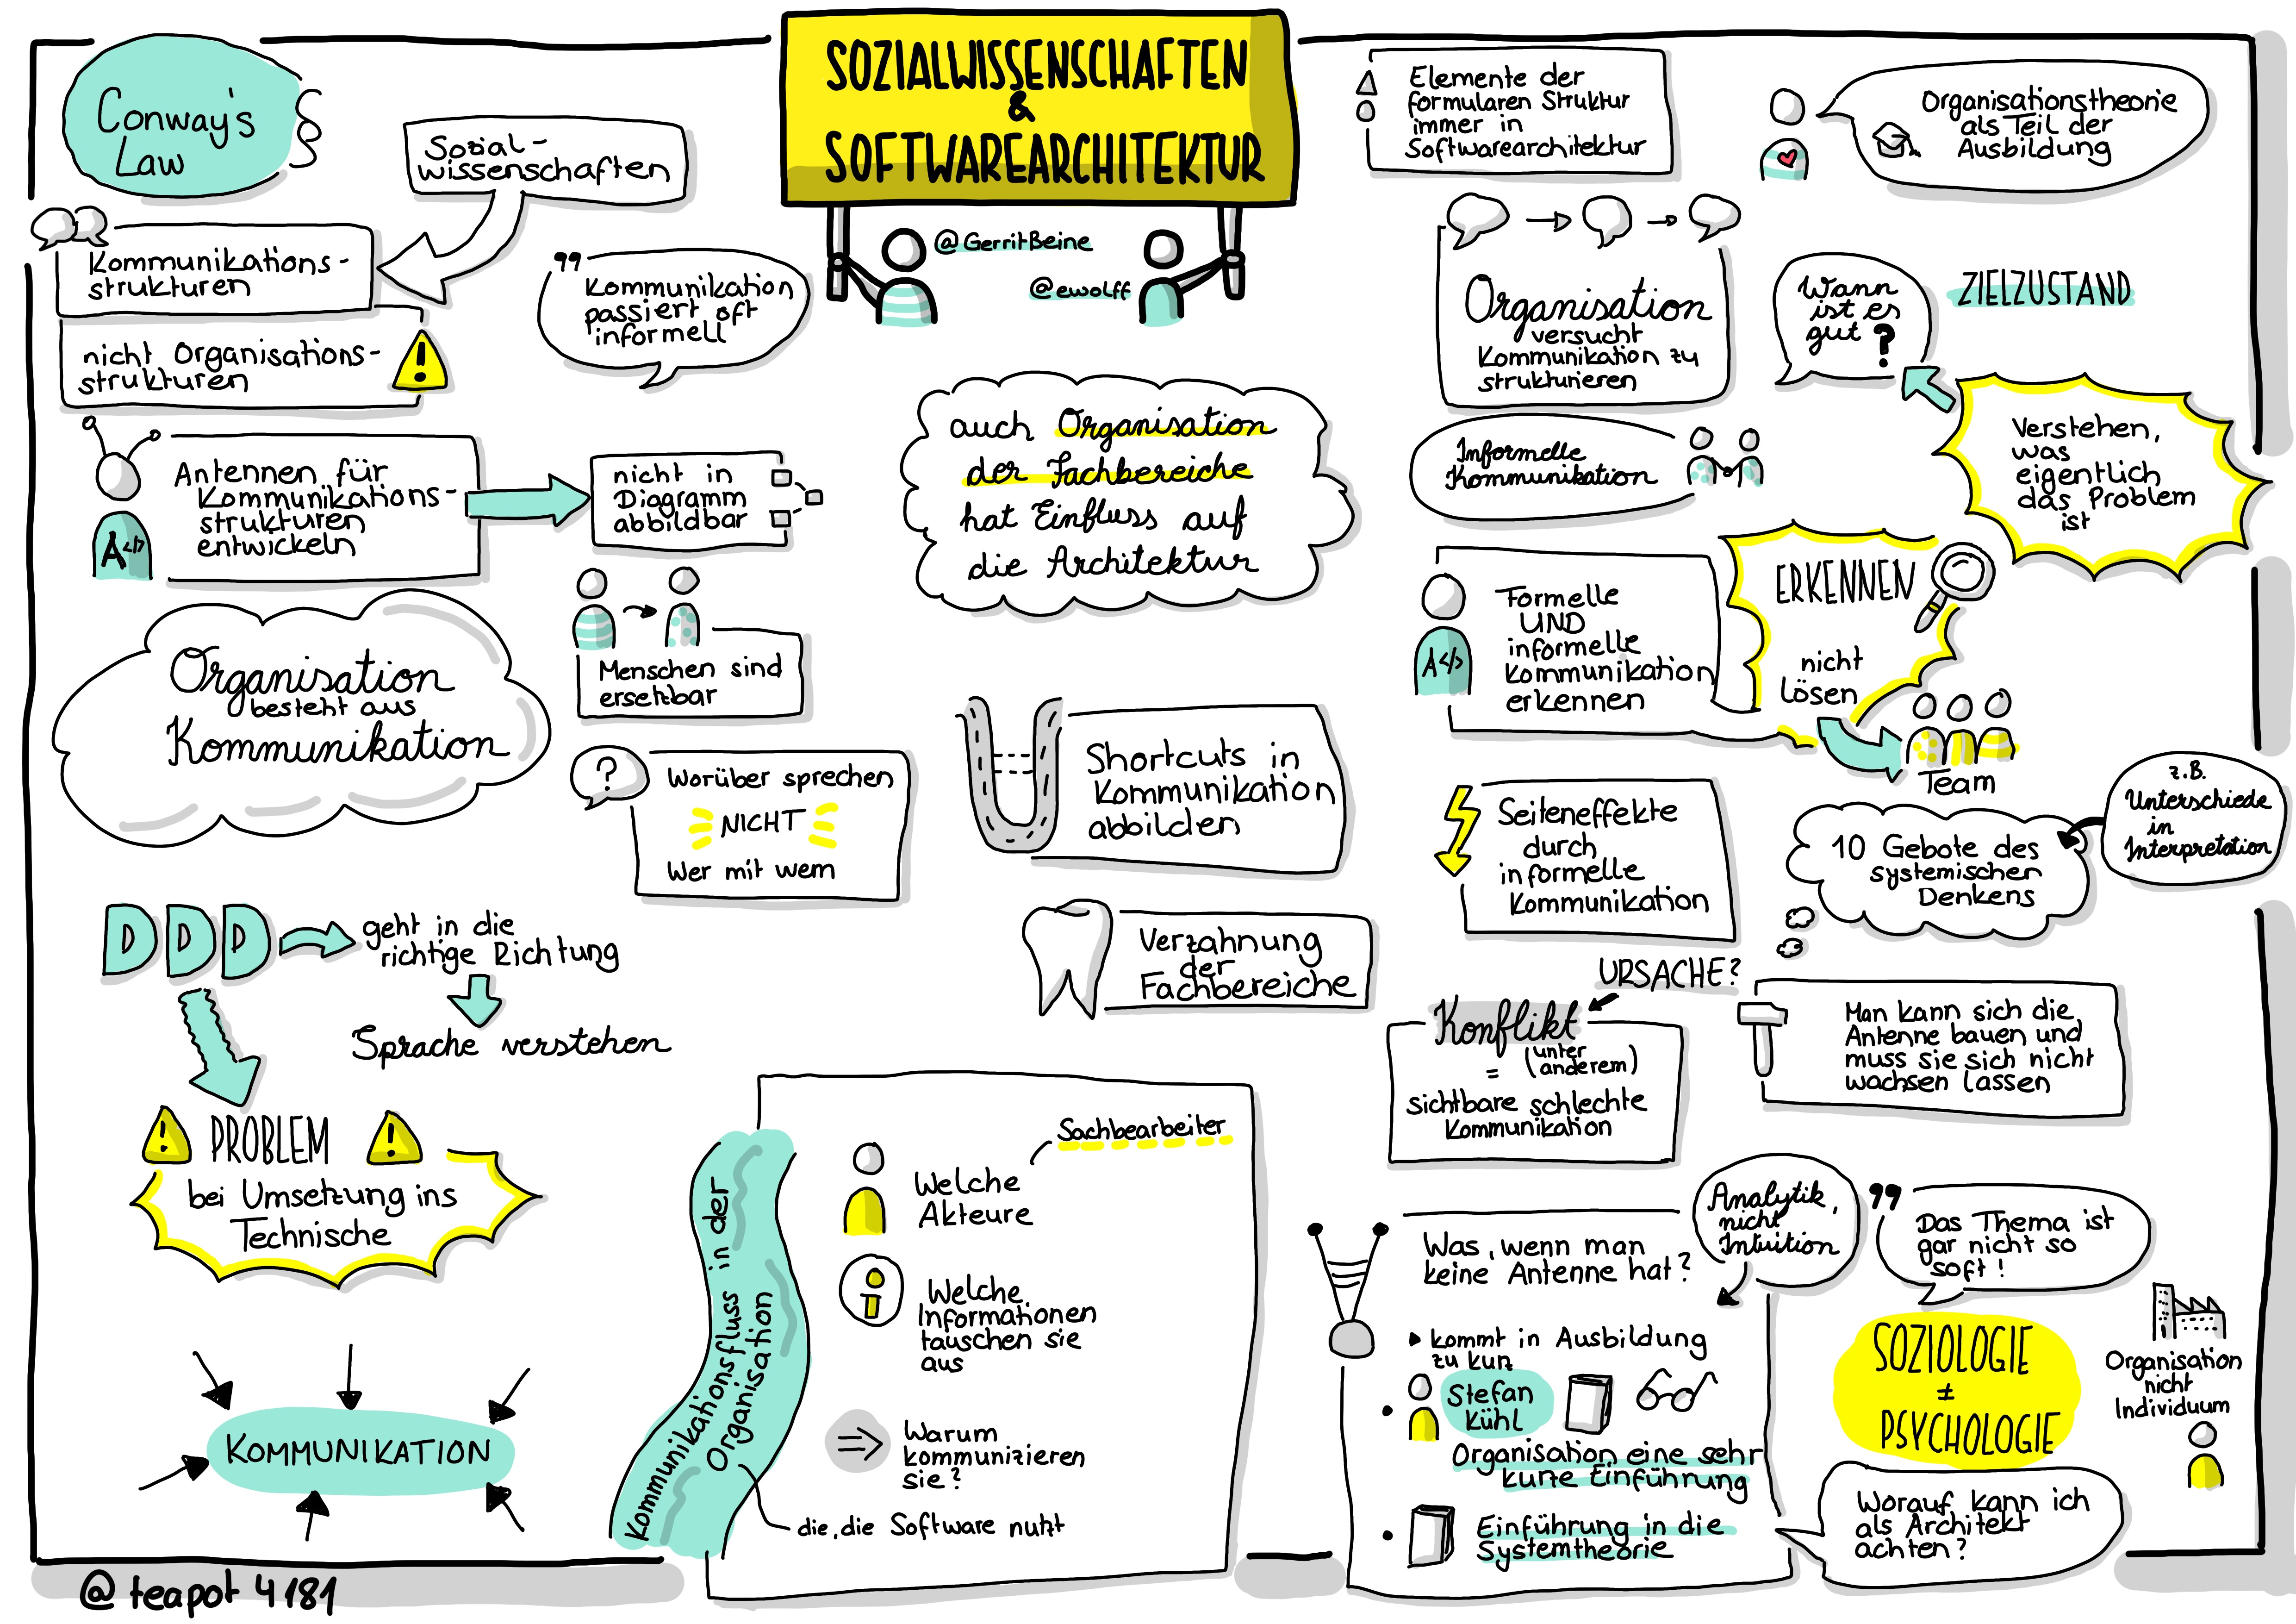 SOZIALWISSENSCHAFTEN
&
SOFTWAREARCHITEKTUR
@GerritBeine
@ewolff
Conway's
Law
Sozial-
wissenschaften
Kommunikations-
strukturen
nicht Organisations-
strukturen
!
"
Kommunikation
passiert oft
informell
Antennen für
Kommunikations-
strukturen
entwickeln
A</>
nicht in
Diagramm
abbildbar
Menschen sind
ersetzbar
Organisation
besteht aus
Kommunikation
?
Worüber sprechen
NICHT
Wer mit wem
DDD
geht in die
richtige Richtung
Sprache verstehen
! PROBLEM !
bei Umsetzung ins
Technische
KOMMUNIKATION
@teapot4181
auch Organisation
der Fachbereiche
hat Einfluss auf
die Architektur
Shortcuts in
Kommunikation
abbilden
Verzahnung
der
Fachbereiche
Kommunikationsfluss in der
Organisation
Sachbearbeiter
Welche
Akteure
i
Welche
Informationen
tauschen sie
aus
Warum
kommunizieren
sie?
die, die Software nutzt
Elemente der
formularen Struktur
immer in
Softwarearchitektur
Organisationstheorie
als Teil der
Ausbildung
Organisation
versucht
Kommunikation zu
strukturieren
Wann
ist es
gut ?
ZIELZUSTAND
Verstehen,
was
eigentlich
das Problem
ist
Informelle
Kommunikation
A</>
Formelle
UND
informelle
Kommunikation
erkennen
ERKENNEN
nicht
lösen
Team
Seiteneffekte
durch
informelle
Kommunikation
z.B.
Unterschiede
in
Interpretation
10 Gebote des
systemischen
Denkens
URSACHE?
Konflikt
= (unter
anderem)
sichtbare schlechte
Kommunikation
Man kann sich die
Antenne bauen und
muss sie sich nicht
wachsen lassen
Was, wenn man
keine Antenne hat?
Analytik,
nicht
Intuition
kommt in Ausbildung
zu kurz
• Stefan
Kühl
Organisation eine sehr
kurze Einführung
• Einführung in die
Systemtheorie
"
Das Thema ist
gar nicht so
soft!
SOZIOLOGIE
≠
PSYCHOLOGIE
Organisation
nicht
Individuum
Worauf kann ich
als Architekt
achten?